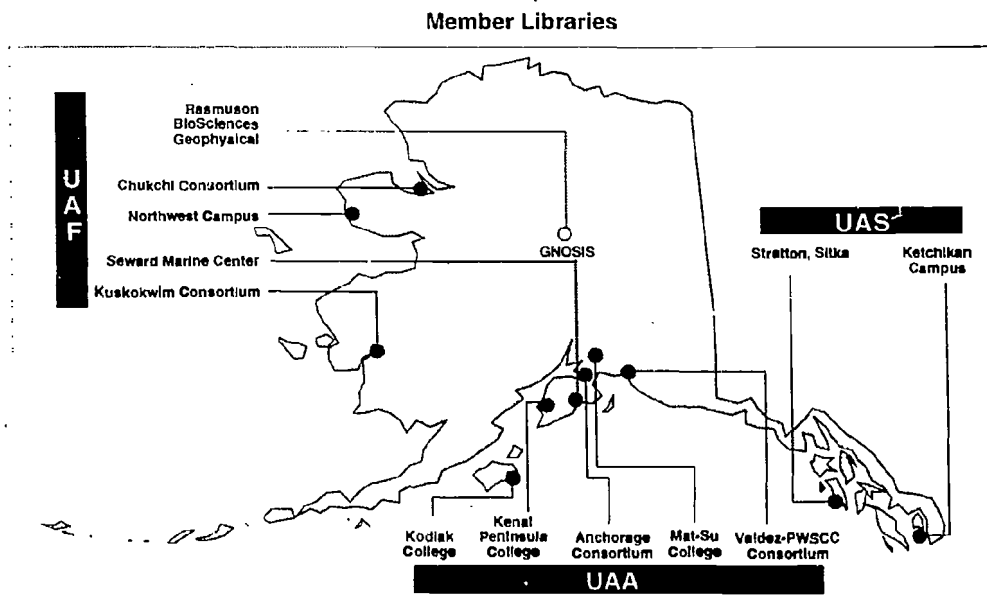 Member Libraries
UAF
Rasmuson
BioSciences
Geophysical
Chukchi Consortium
Northwest Campus
Seward Marine Center
Kuskokwim Consortium
GNOSIS
UAS
Stratton, Sitka
Ketchikan
Campus
Kodiak
College
Kenai
Peninsula
College
Anchorage
Consortium
Mat-Su
College
Valdez-PWSCC
Consortium
UAA